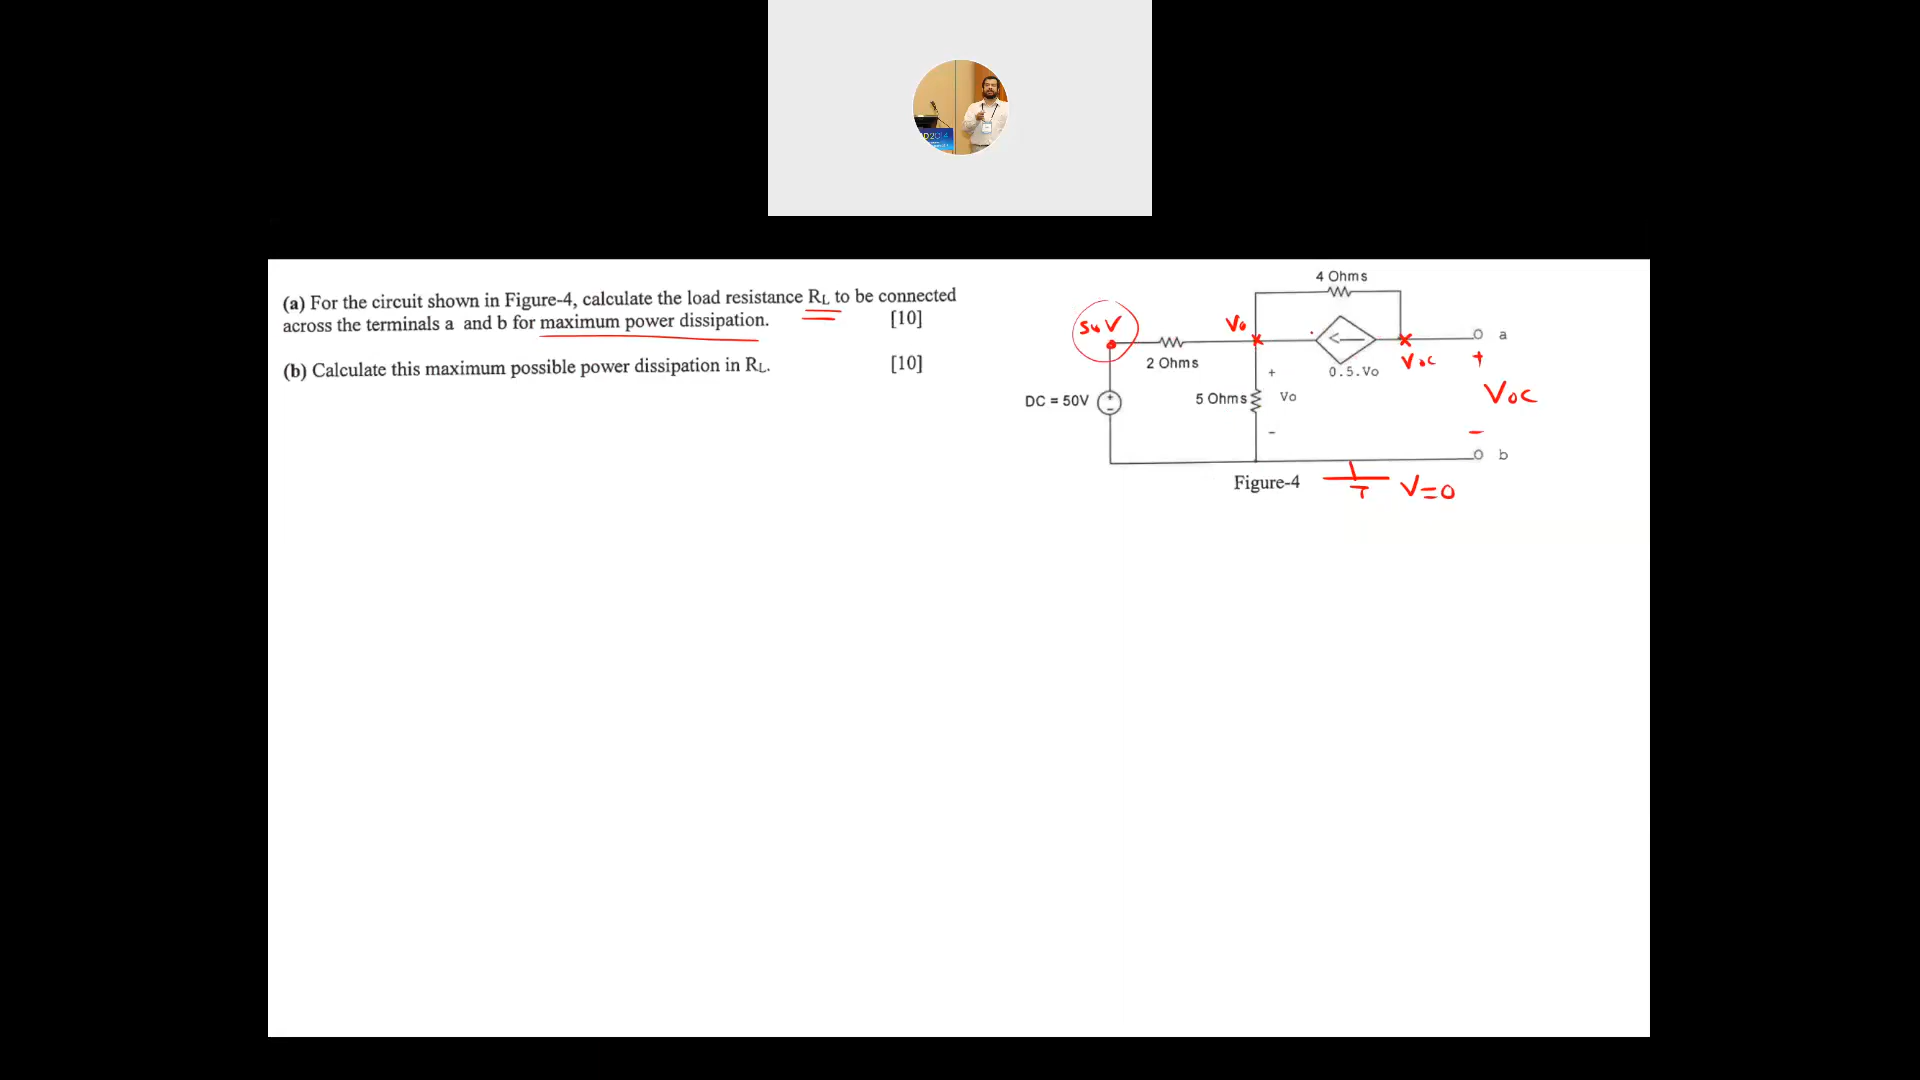 D2014
(a) For the circuit shown in Figure-4, calculate the load resistance RL to be connected
across the terminals a and b for maximum power dissipation. [10]
(b) Calculate this maximum possible power dissipation in RL. [10]
4 Ohms
50V
Vo
a
2 Ohms
+
0.5.Vo
Voc
+
DC = 50V
+
-
5 Ohms
Vo
Voc
-
-
b
Figure-4
V=0